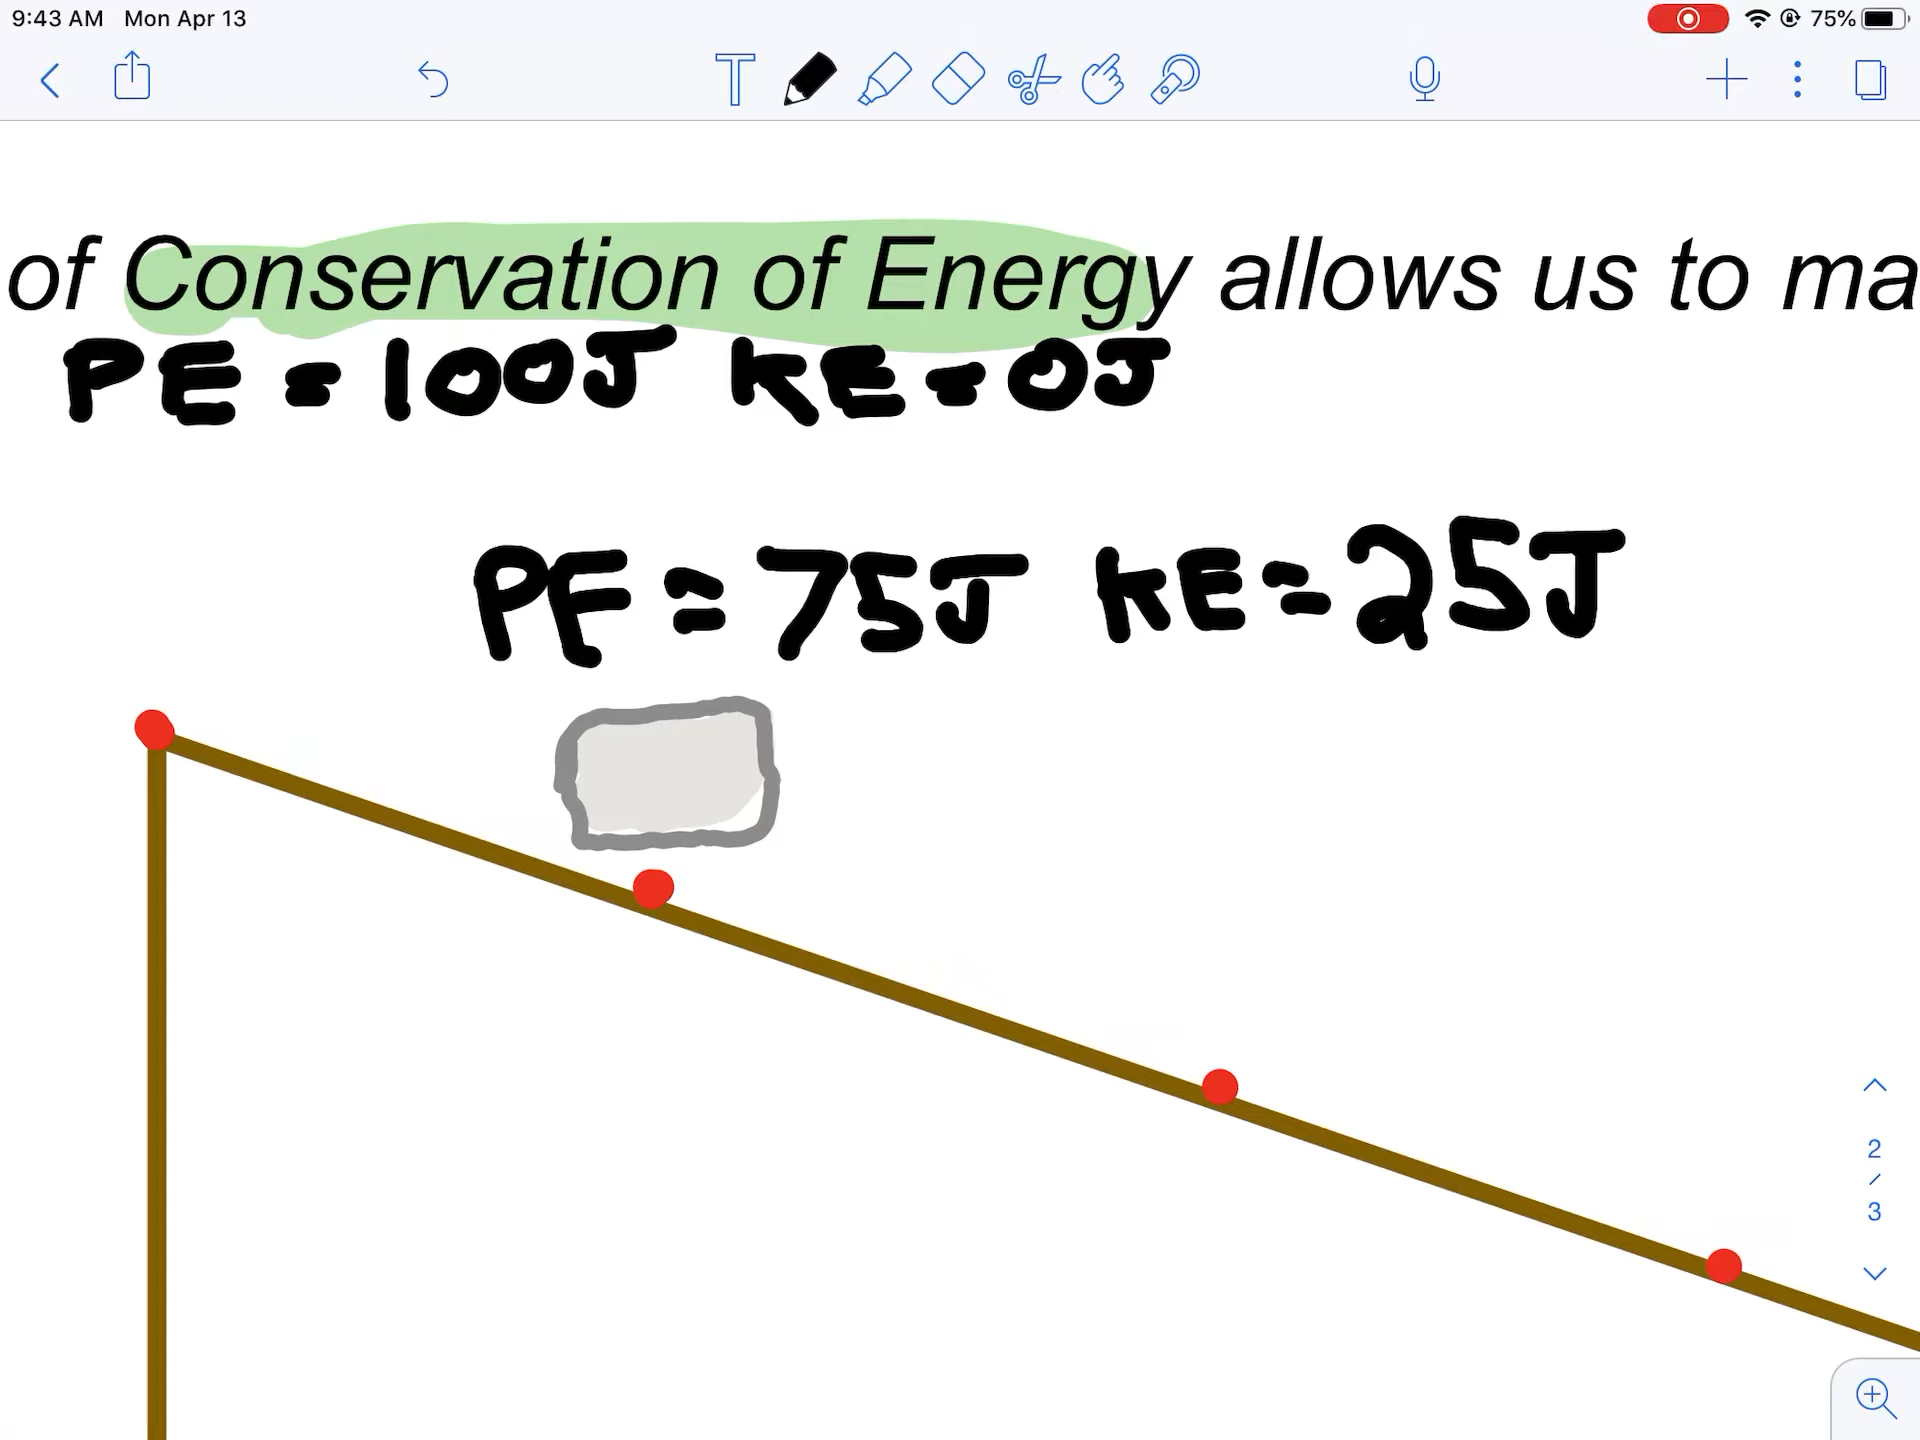 9:43 AM Mon Apr 13 75%
T
of Conservation of Energy allows us to ma
PE = 100J KE=0J
PE = 75J KE=25J
2
/
3